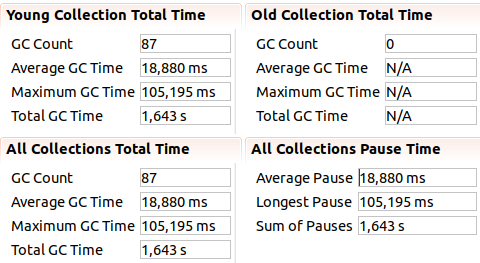 Young Collection Total Time
GC Count 87
Average GC Time 18,880 ms
Maximum GC Time 105,195 ms
Total GC Time 1,643 s
Old Collection Total Time
GC Count 0
Average GC Time N/A
Maximum GC Time N/A
Total GC Time N/A
All Collections Total Time
GC Count 87
Average GC Time 18,880 ms
Maximum GC Time 105,195 ms
Total GC Time 1,643 s
All Collections Pause Time
Average Pause 18,880 ms
Longest Pause 105,195 ms
Sum of Pauses 1,643 s